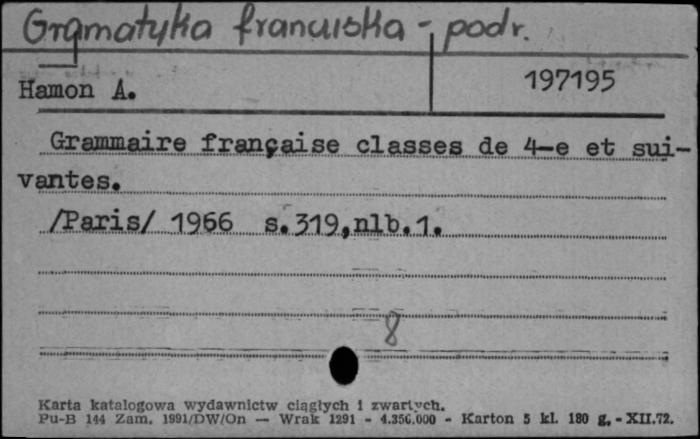 Gramatyka francuska - podr.
Hamon A.
197195
Grammaire française classes de 4-e et sui-
vantes.
/Paris/ 1966 s.319,nlb.1.
8
Karta katalogowa wydawnictw ciągłych i zwartych.
Pu-B 144 Zam. 1991/DW/On — Wrak 1291 - 4.356.000 - Karton 5 kl. 180 g. - XII.72.